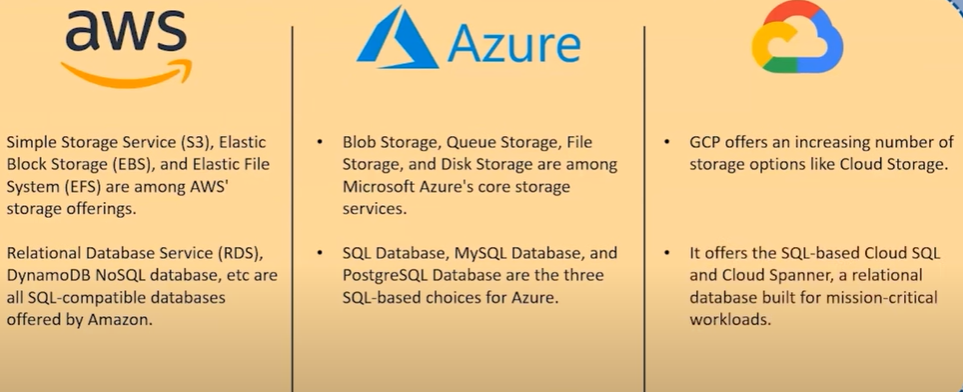 aws
Simple Storage Service (S3), Elastic
Block Storage (EBS), and Elastic File
System (EFS) are among AWS'
storage offerings.
Relational Database Service (RDS),
DynamoDB NoSQL database, etc are
all SQL-compatible databases
offered by Amazon.
Azure
• Blob Storage, Queue Storage, File
Storage, and Disk Storage are among
Microsoft Azure's core storage
services.
• SQL Database, MySQL Database, and
PostgreSQL Database are the three
SQL-based choices for Azure.
• GCP offers an increasing number of
storage options like Cloud Storage.
• It offers the SQL-based Cloud SQL
and Cloud Spanner, a relational
database built for mission-critical
workloads.